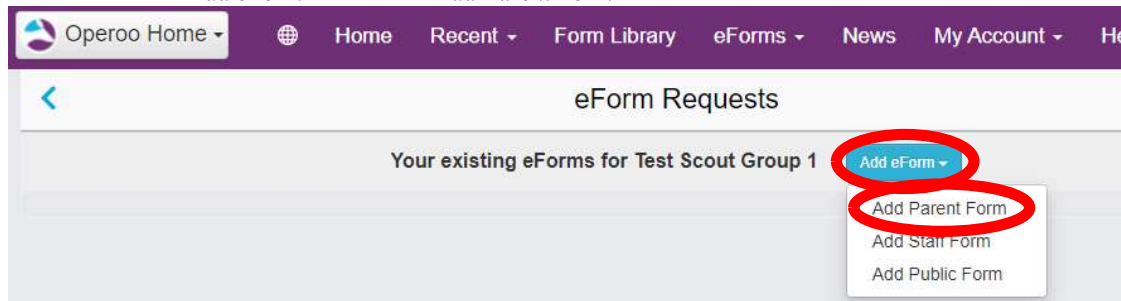 Operoo Home Home Recent Form Library eForms News My Account
eForm Requests
Your existing eForms for Test Scout Group 1 Add eForm
Add Parent Form
Add Staff Form
Add Public Form